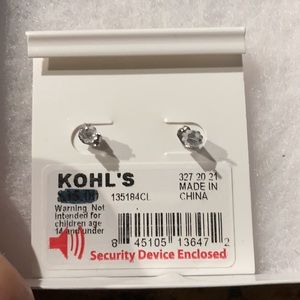 KOHL'S
327 20 21
135184CL
MADE IN
CHINA
Warning Not
intended for
children age
14 and under
8 45105 13647 2
Security Device Enclosed